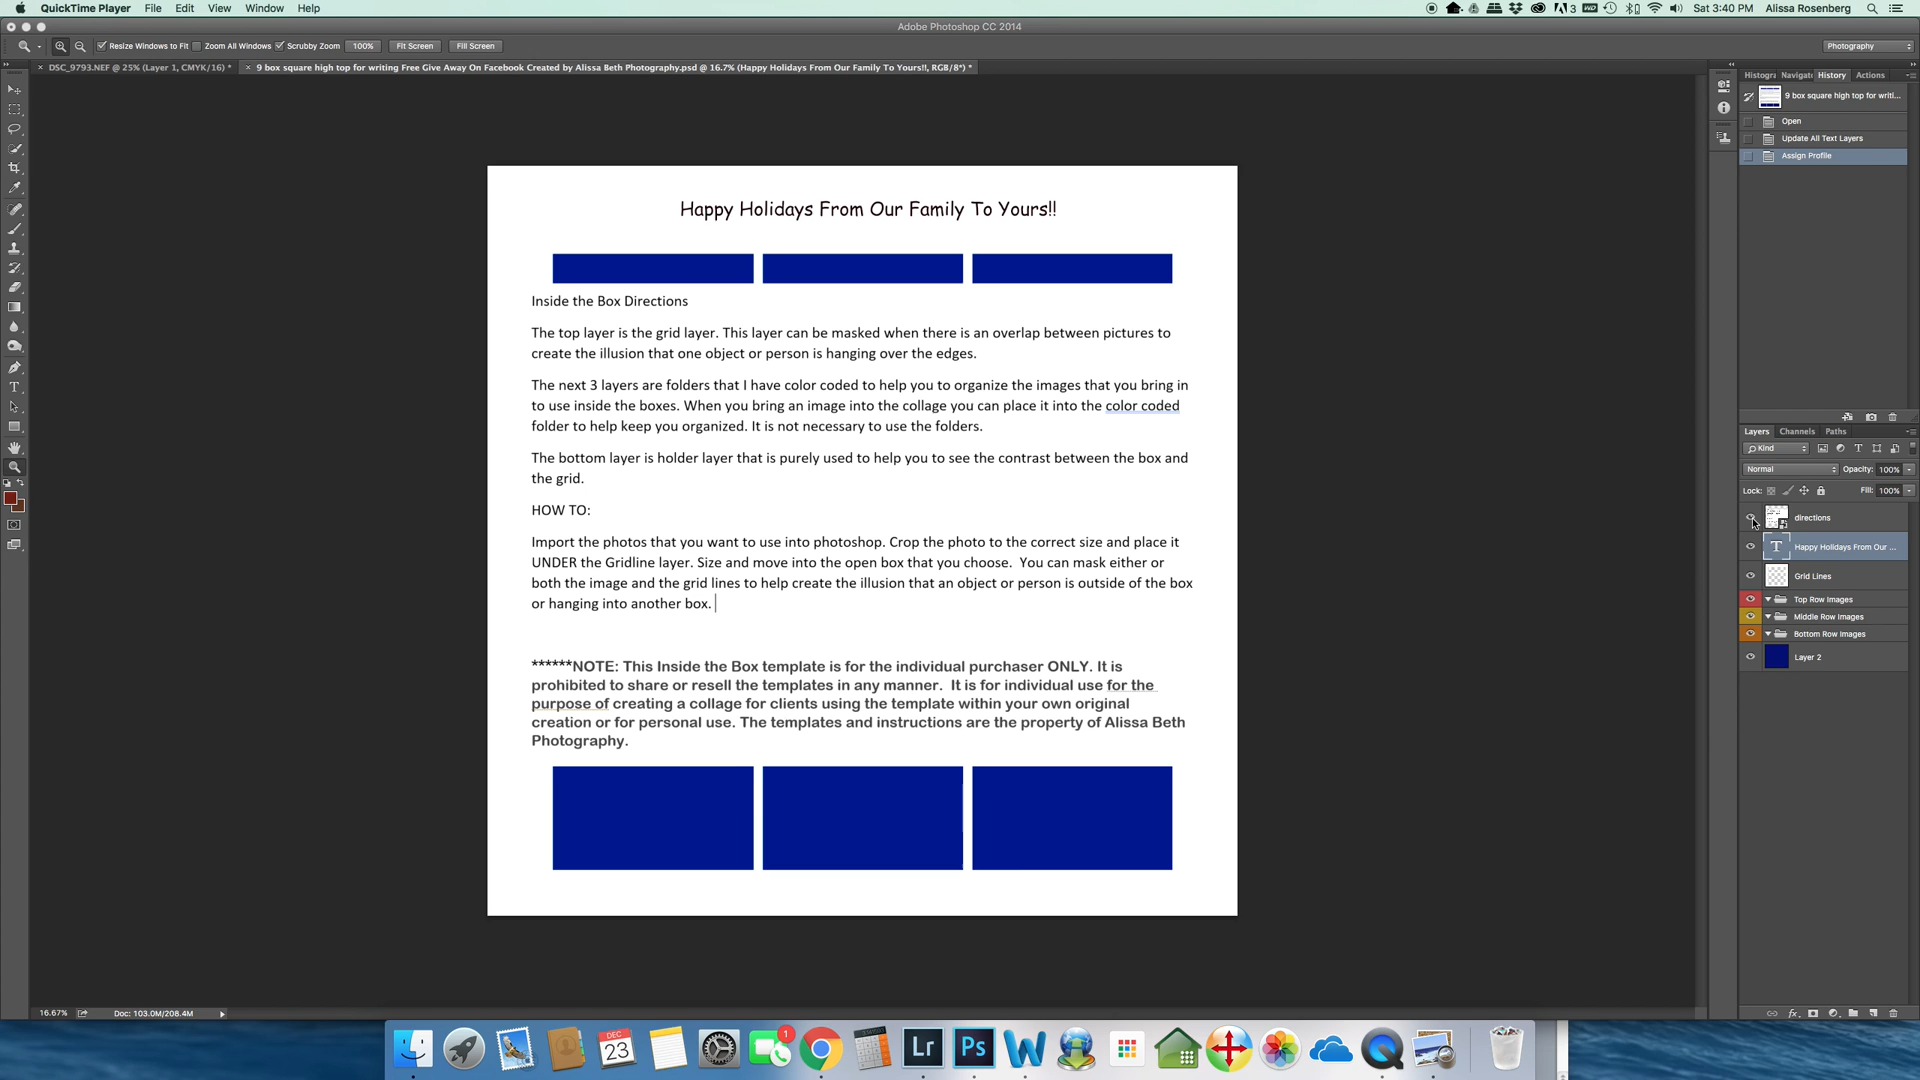 QuickTime Player File Edit View Window Help 3 Sat 3:40 PM Alissa Rosenberg
Adobe Photoshop CC 2014
Resize Windows to Fit Zoom All Windows Scrubby Zoom 100% Fit Screen Fill Screen Photography
DSC_9793.NEF @ 25% (Layer 1, CMYK/16) * 9 box square high top for writing Free Give Away On Facebook Created by Alissa Beth Photography.psd @ 16.7% (Happy Holidays From Our Family To Yours!!, RGB/8*) *
Histogra Navigate History Actions
9 box square high top for writi...
Open
Update All Text Layers
Assign Profile
Happy Holidays From Our Family To Yours!!
Inside the Box Directions
The top layer is the grid layer. This layer can be masked when there is an overlap between pictures to
create the illusion that one object or person is hanging over the edges.
The next 3 layers are folders that I have color coded to help you to organize the images that you bring in
to use inside the boxes. When you bring an image into the collage you can place it into the color coded
folder to help keep you organized. It is not necessary to use the folders.
The bottom layer is holder layer that is purely used to help you to see the contrast between the box and
the grid.
HOW TO:
Import the photos that you want to use into photoshop. Crop the photo to the correct size and place it
UNDER the Gridline layer. Size and move into the open box that you choose. You can mask either or
both the image and the grid lines to help create the illusion that an object or person is outside of the box
or hanging into another box.
******NOTE: This Inside the Box template is for the individual purchaser ONLY. It is
prohibited to share or resell the templates in any manner. It is for individual use for the
purpose of creating a collage for clients using the template within your own original
creation or for personal use. The templates and instructions are the property of Alissa Beth
Photography.
Layers Channels Paths
Kind
Normal Opacity: 100%
Lock: Fill: 100%
directions
T Happy Holidays From Our ...
Grid Lines
Top Row Images
Middle Row Images
Bottom Row Images
Layer 2
16.67% Doc: 103.0M/208.4M
DEC
23
1
Lr
Ps